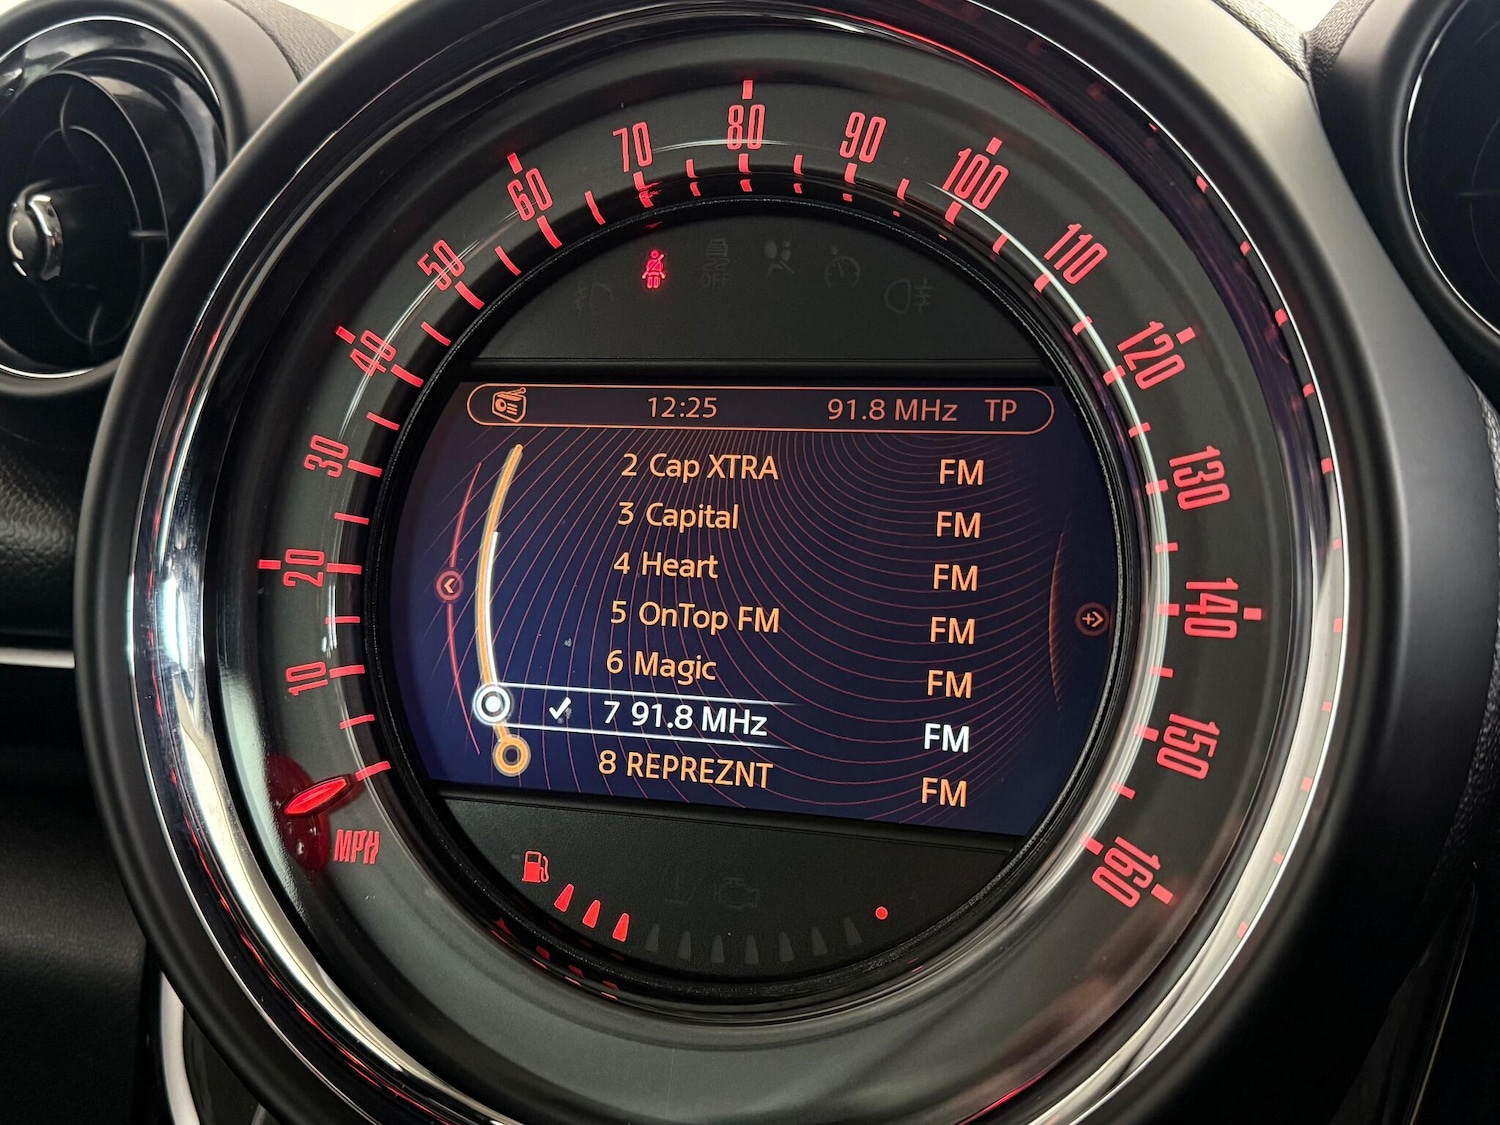 10
20
30
40
50
60
70
80
90
100
110
120
130
140
150
160
MPH
OFF
12:25 91.8 MHz TP
2 Cap XTRA FM
3 Capital FM
4 Heart FM
5 OnTop FM FM
6 Magic FM
7 91.8 MHz FM
8 REPREZNT FM